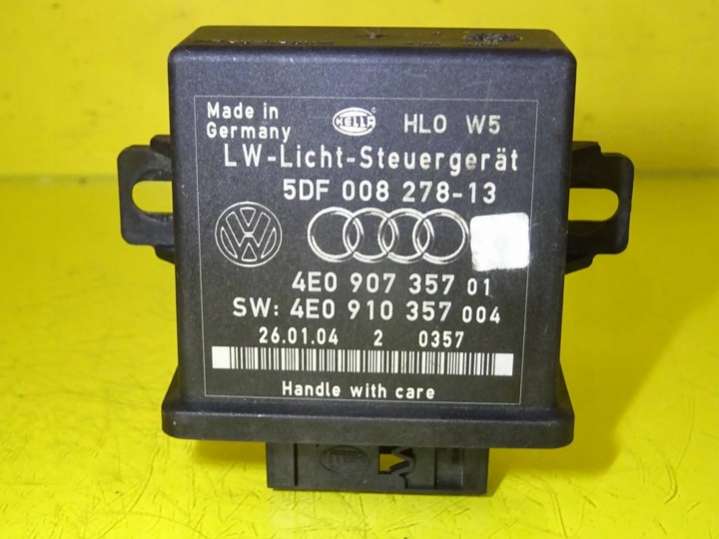 Made in
Germany
HELLA
HLO W5
LW-Licht-Steuergerät
5DF 008 278-13
4E0 907 357 01
SW: 4E0 910 357 004
26.01.04 2 0357
Handle with care